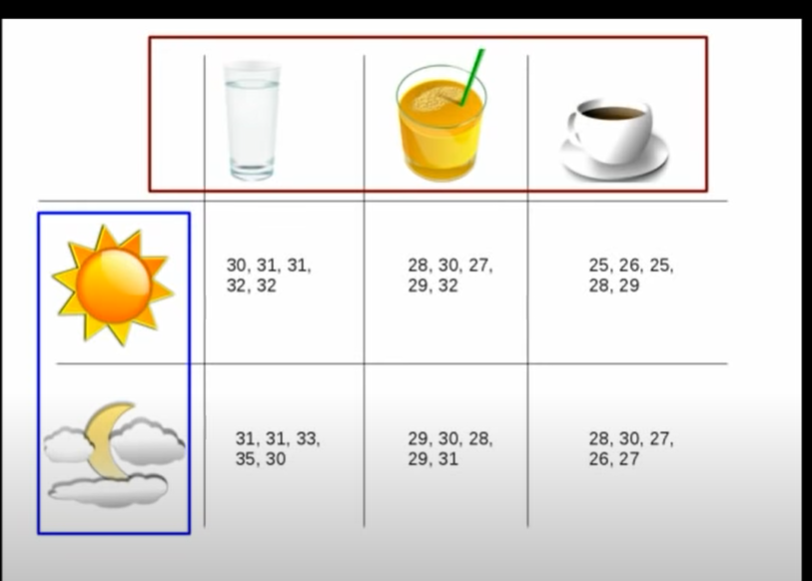 30, 31, 31,
32, 32
28, 30, 27,
29, 32
25, 26, 25,
28, 29
31, 31, 33,
35, 30
29, 30, 28,
29, 31
28, 30, 27,
26, 27